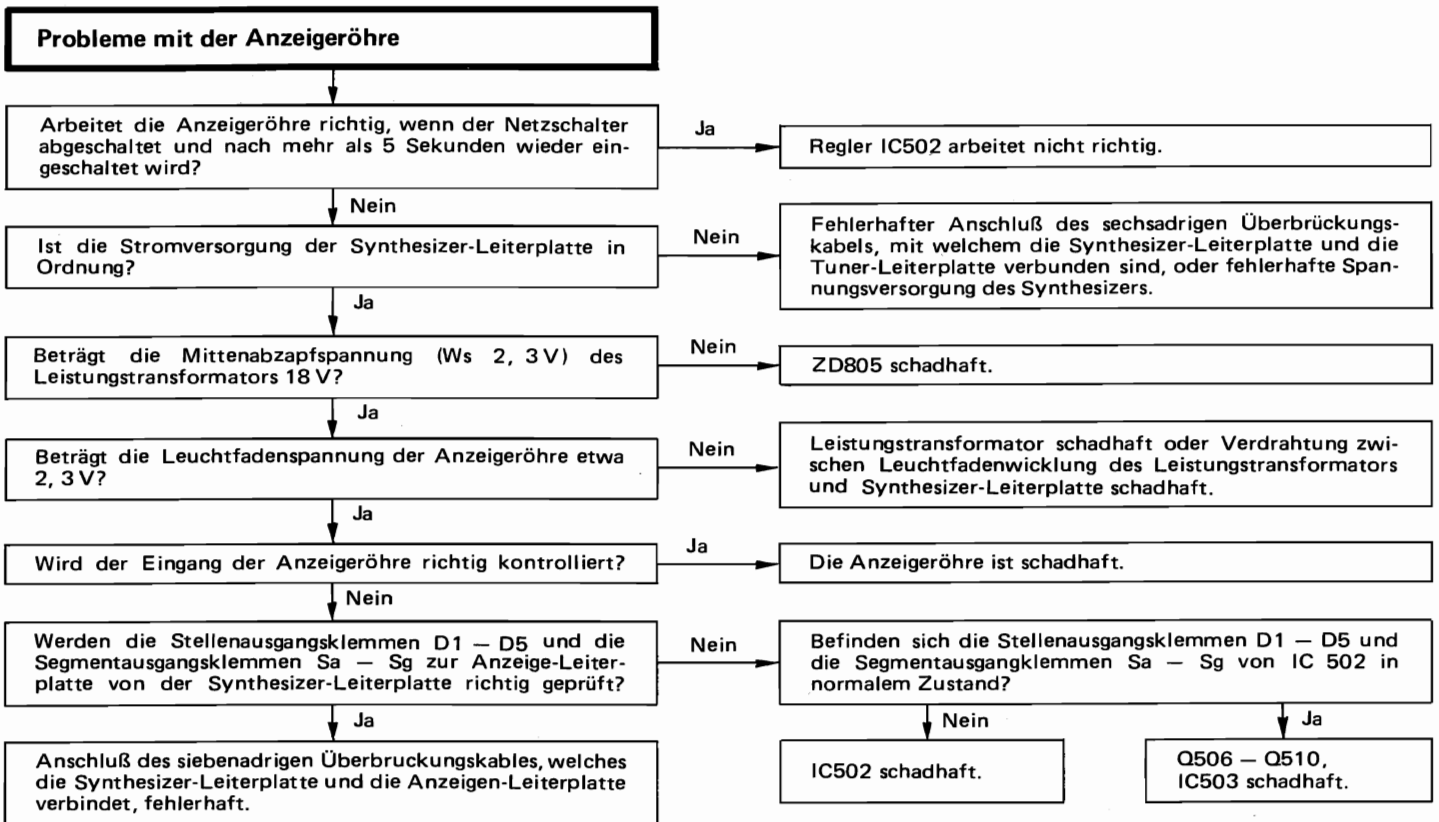 Probleme mit der Anzeigeröhre
Arbeitet die Anzeigeröhre richtig, wenn der Netzschalter
abgeschaltet und nach mehr als 5 Sekunden wieder ein-
geschaltet wird?
Ja
Regler IC502 arbeitet nicht richtig.
Nein
Ist die Stromversorgung der Synthesizer-Leiterplatte in
Ordnung?
Nein
Fehlerhafter Anschluß des sechsadrigen Überbrückungs-
kabels, mit welchem die Synthesizer-Leiterplatte und die
Tuner-Leiterplatte verbunden sind, oder fehlerhafte Span-
nungsversorgung des Synthesizers.
Ja
Beträgt die Mittenabzapfspannung (Ws 2, 3 V) des
Leistungstransformators 18 V?
Nein
ZD805 schadhaft.
Ja
Beträgt die Leuchtfadenspannung der Anzeigeröhre etwa
2, 3 V?
Nein
Leistungstransformator schadhaft oder Verdrahtung zwi-
schen Leuchtfadenwicklung des Leistungstransformators
und Synthesizer-Leiterplatte schadhaft.
Ja
Wird der Eingang der Anzeigeröhre richtig kontrolliert?
Ja
Die Anzeigeröhre ist schadhaft.
Nein
Werden die Stellenausgangsklemmen D1 — D5 und die
Segmentausgangsklemmen Sa — Sg zur Anzeige-Leiter-
platte von der Synthesizer-Leiterplatte richtig geprüft?
Nein
Befinden sich die Stellenausgangsklemmen D1 — D5 und
die Segmentausgangklemmen Sa — Sg von IC 502 in
normalem Zustand?
Ja
Anschluß des siebenadrigen Überbruckungskables, welches
die Synthesizer-Leiterplatte und die Anzeigen-Leiterplatte
verbindet, fehlerhaft.
Nein
IC502 schadhaft.
Ja
Q506 — Q510,
IC503 schadhaft.